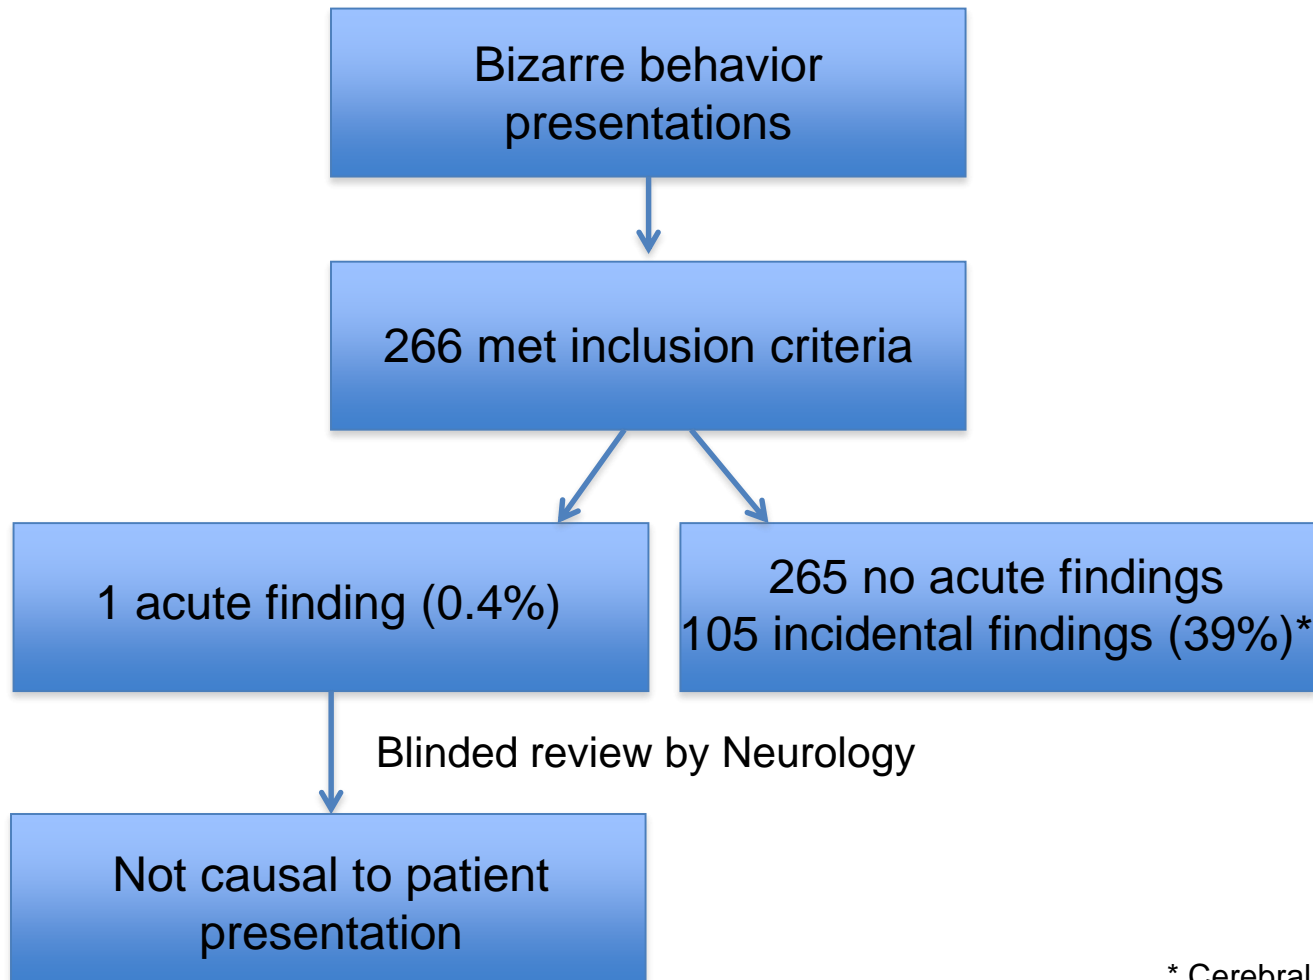 Bizarre behavior
presentations
266 met inclusion criteria
1 acute finding (0.4%)
265 no acute findings
105 incidental findings (39%)*
Blinded review by Neurology
Not causal to patient
presentation
* Cerebral